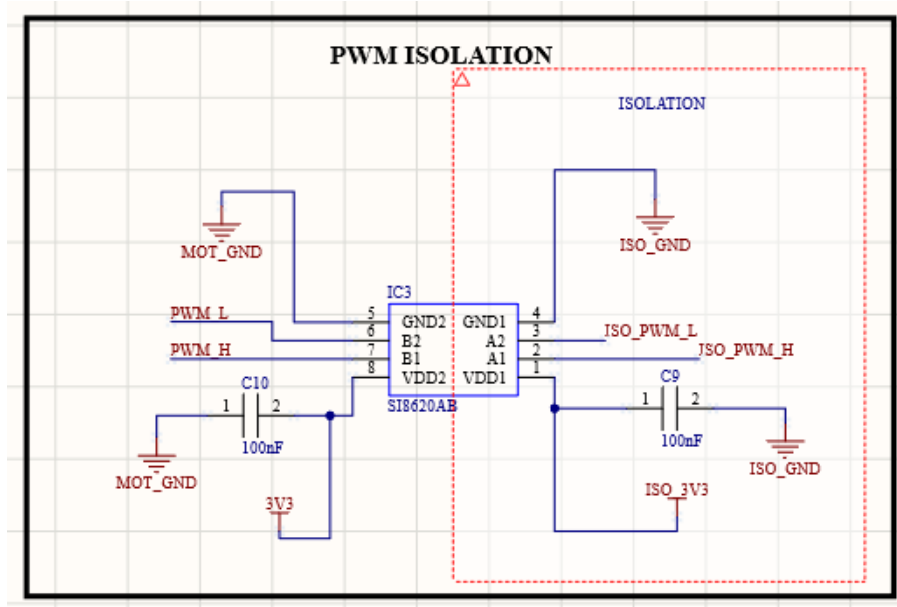 PWM ISOLATION
ISOLATION
MOT_GND
ISO_GND
IC3
PWM_L
5
GND2
GND1
4
6
B2
A2
3
ISO_PWM_L
PWM_H
7
B1
A1
2
ISO_PWM_H
8
VDD2
VDD1
1
SI8620AB
C10
1
2
100nF
C9
1
2
100nF
MOT_GND
ISO_GND
3V3
ISO_3V3